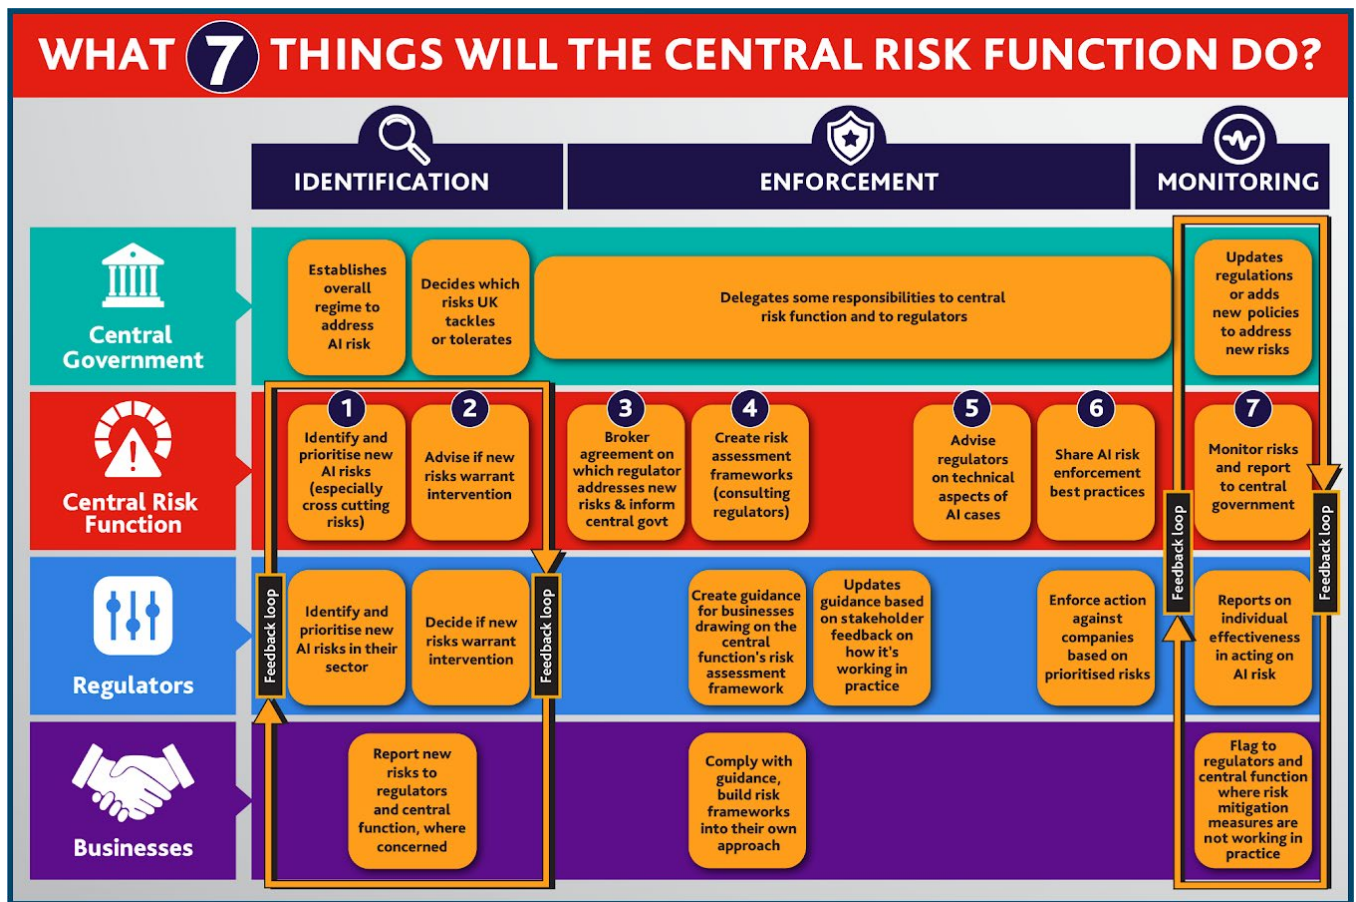 WHAT 7 THINGS WILL THE CENTRAL RISK FUNCTION DO?
IDENTIFICATION
ENFORCEMENT
MONITORING
Central
Government
Establishes
overall
regime to
address
AI risk
Decides which
risks UK
tackles
or tolerates
Delegates some responsibilities to central
risk function and to regulators
Updates
regulations
or adds
new policies
to address
new risks
Central Risk
Function
1
Identify and
prioritise new
AI risks
(especially
cross cutting
risks)
2
Advise if new
risks warrant
intervention
3
Broker
agreement on
which regulator
addresses new
risks & inform
central govt
4
Create risk
assessment
frameworks
(consulting
regulators)
5
Advise
regulators
on technical
aspects of
AI cases
6
Share AI risk
enforcement
best practices
7
Monitor risks
and report
to central
government
Regulators
Feedback loop
Identify and
prioritise new
AI risks in their
sector
Decide if new
risks warrant
intervention
Feedback loop
Create guidance
for businesses
drawing on the
central
function's risk
assessment
framework
Updates
guidance based
on stakeholder
feedback on
how it's
working in
practice
Enforce action
against
companies
based on
prioritised risks
Feedback loop
Reports on
individual
effectiveness
in acting on
AI risk
Feedback loop
Businesses
Report new
risks to
regulators
and central
function, where
concerned
Comply with
guidance,
build risk
frameworks
into their own
approach
Flag to
regulators and
central function
where risk
mitigation
measures are
not working in
practice